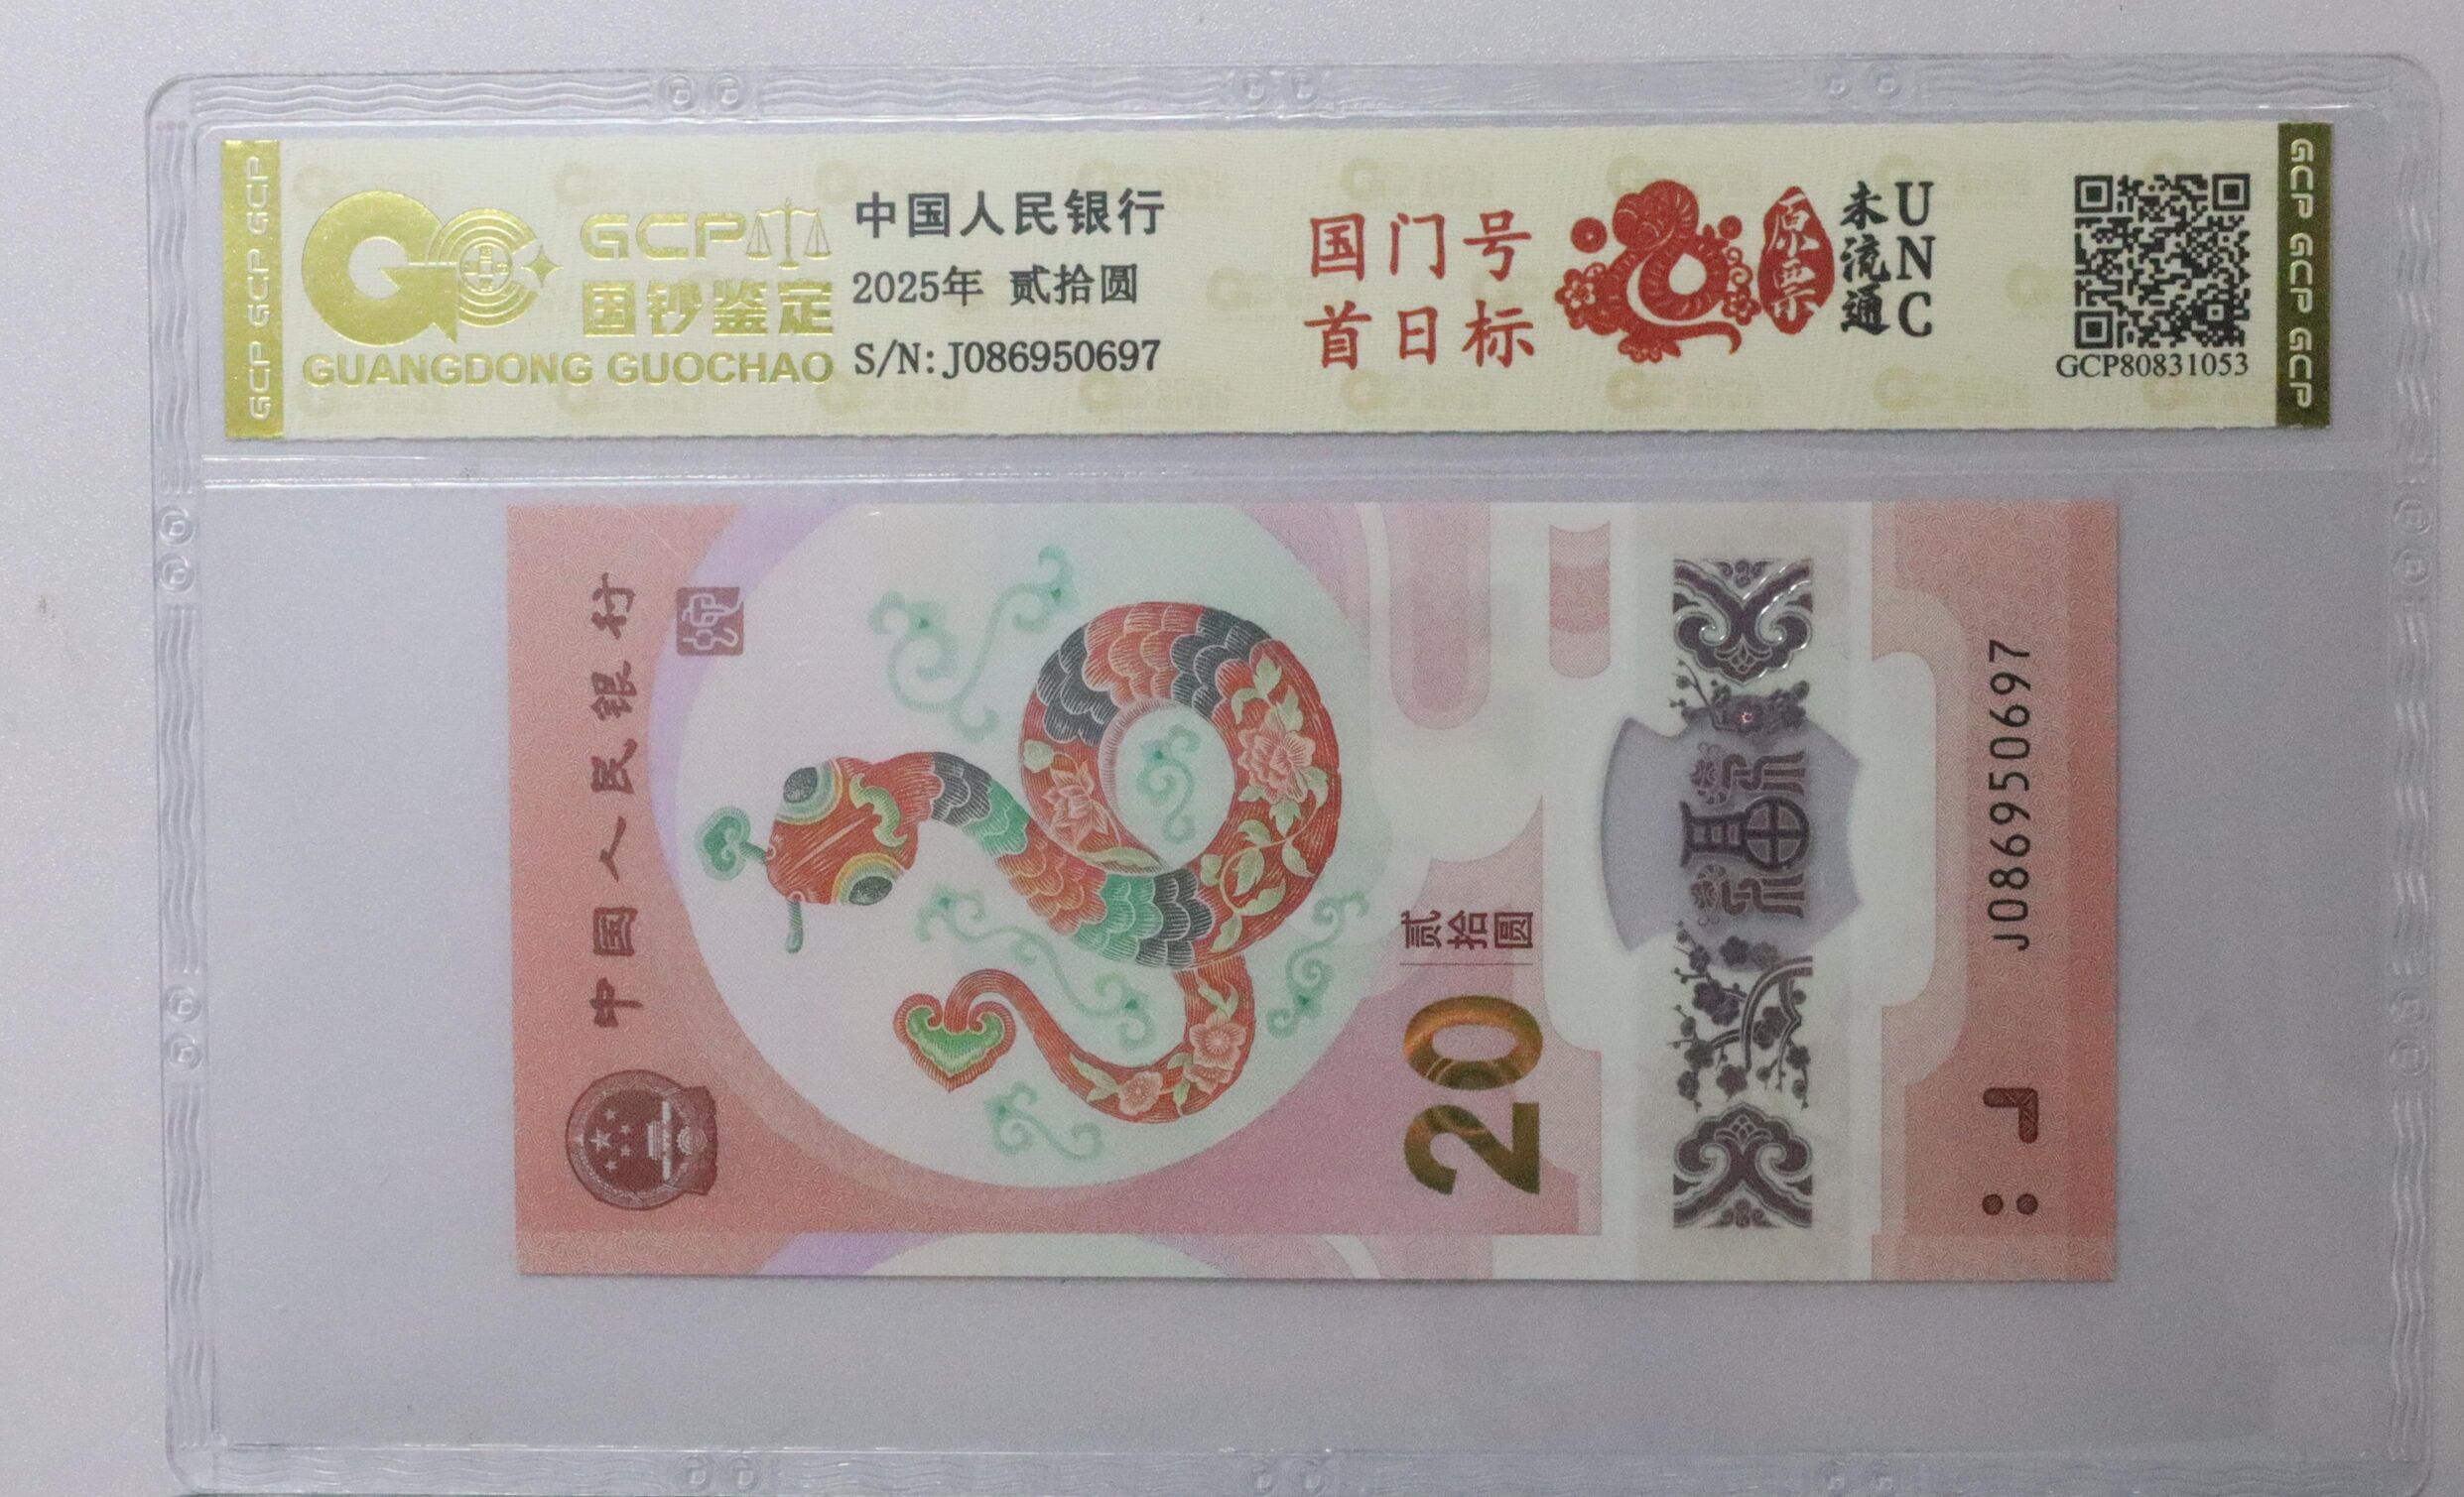 GCP GCP GCP
GCP
国钞鉴定
GUANGDONG GUOCHAO
中国人民银行
2025年 贰拾圆
S/N: J086950697
国门号
首日标
原票
未流通
UNC
GCP80831053
GCP GCP GCP
中国人民银行
贰拾圆
20
福
J086950697